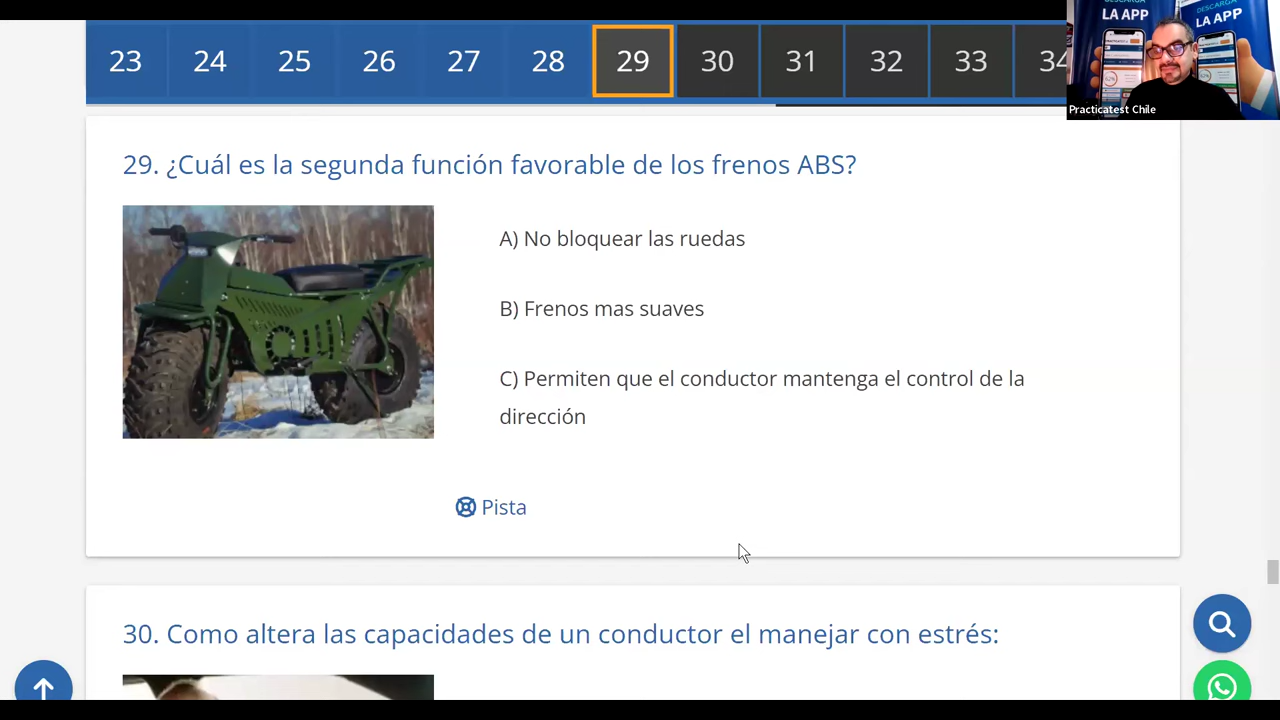 23 24 25 26 27 28 29 30 31 32 33 34
DESCARGA
LA APP
LA APP
Practicatest Chile
29. ¿Cuál es la segunda función favorable de los frenos ABS?
A) No bloquear las ruedas
B) Frenos mas suaves
C) Permiten que el conductor mantenga el control de la
dirección
Pista
30. Como altera las capacidades de un conductor el manejar con estrés: